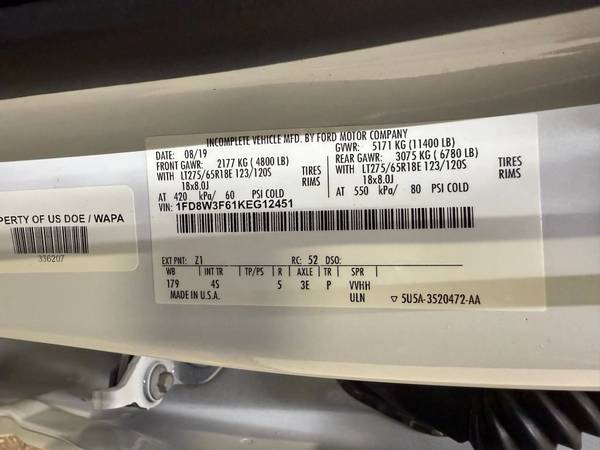 INCOMPLETE VEHICLE MFD. BY FORD MOTOR COMPANY
DATE: 08/19 GVWR: 5171 KG (11400 LB)
FRONT GAWR: 2177 KG ( 4800 LB) REAR GAWR: 3075 KG ( 6780 LB)
WITH LT275/65R18E 123/120S TIRES WITH LT275/65R18E 123/120S TIRES
18x8.0J RIMS 18x8.0J RIMS
AT 420 kPa/ 60 PSI COLD AT 550 kPa/ 80 PSI COLD
VIN: 1FD8W3F61KEG12451
EXT PNT: Z1 RC: 52 DSO:
WB | INT TR | TP/PS | R | AXLE | TR | SPR
179 4S 5 3E P VVHH
MADE IN U.S.A. ULN ▽ 5U5A-3520472-AA
PERTY OF US DOE / WAPA
336207